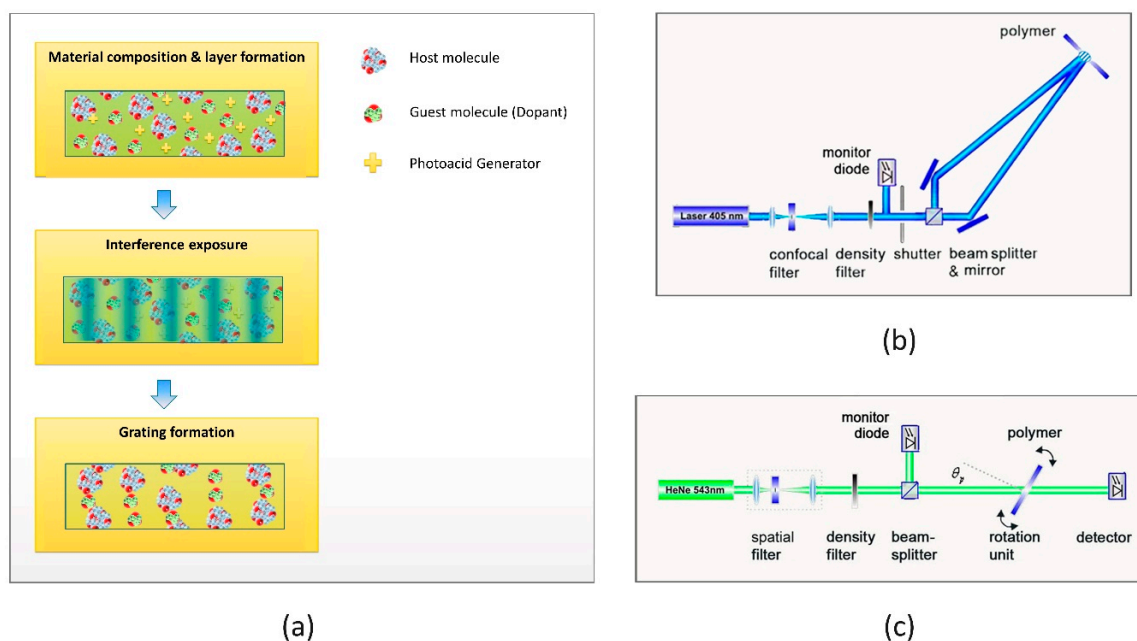 Material composition & layer formation
Host molecule
Guest molecule (Dopant)
Photoacid Generator
Interference exposure
Grating formation
(a)
polymer
monitor
diode
Laser 405 nm
confocal
filter
density
filter
shutter
beam splitter
& mirror
(b)
monitor
diode
polymer
HeNe 543nm
spatial
filter
density
filter
beam-
splitter
rotation
unit
detector
(c)